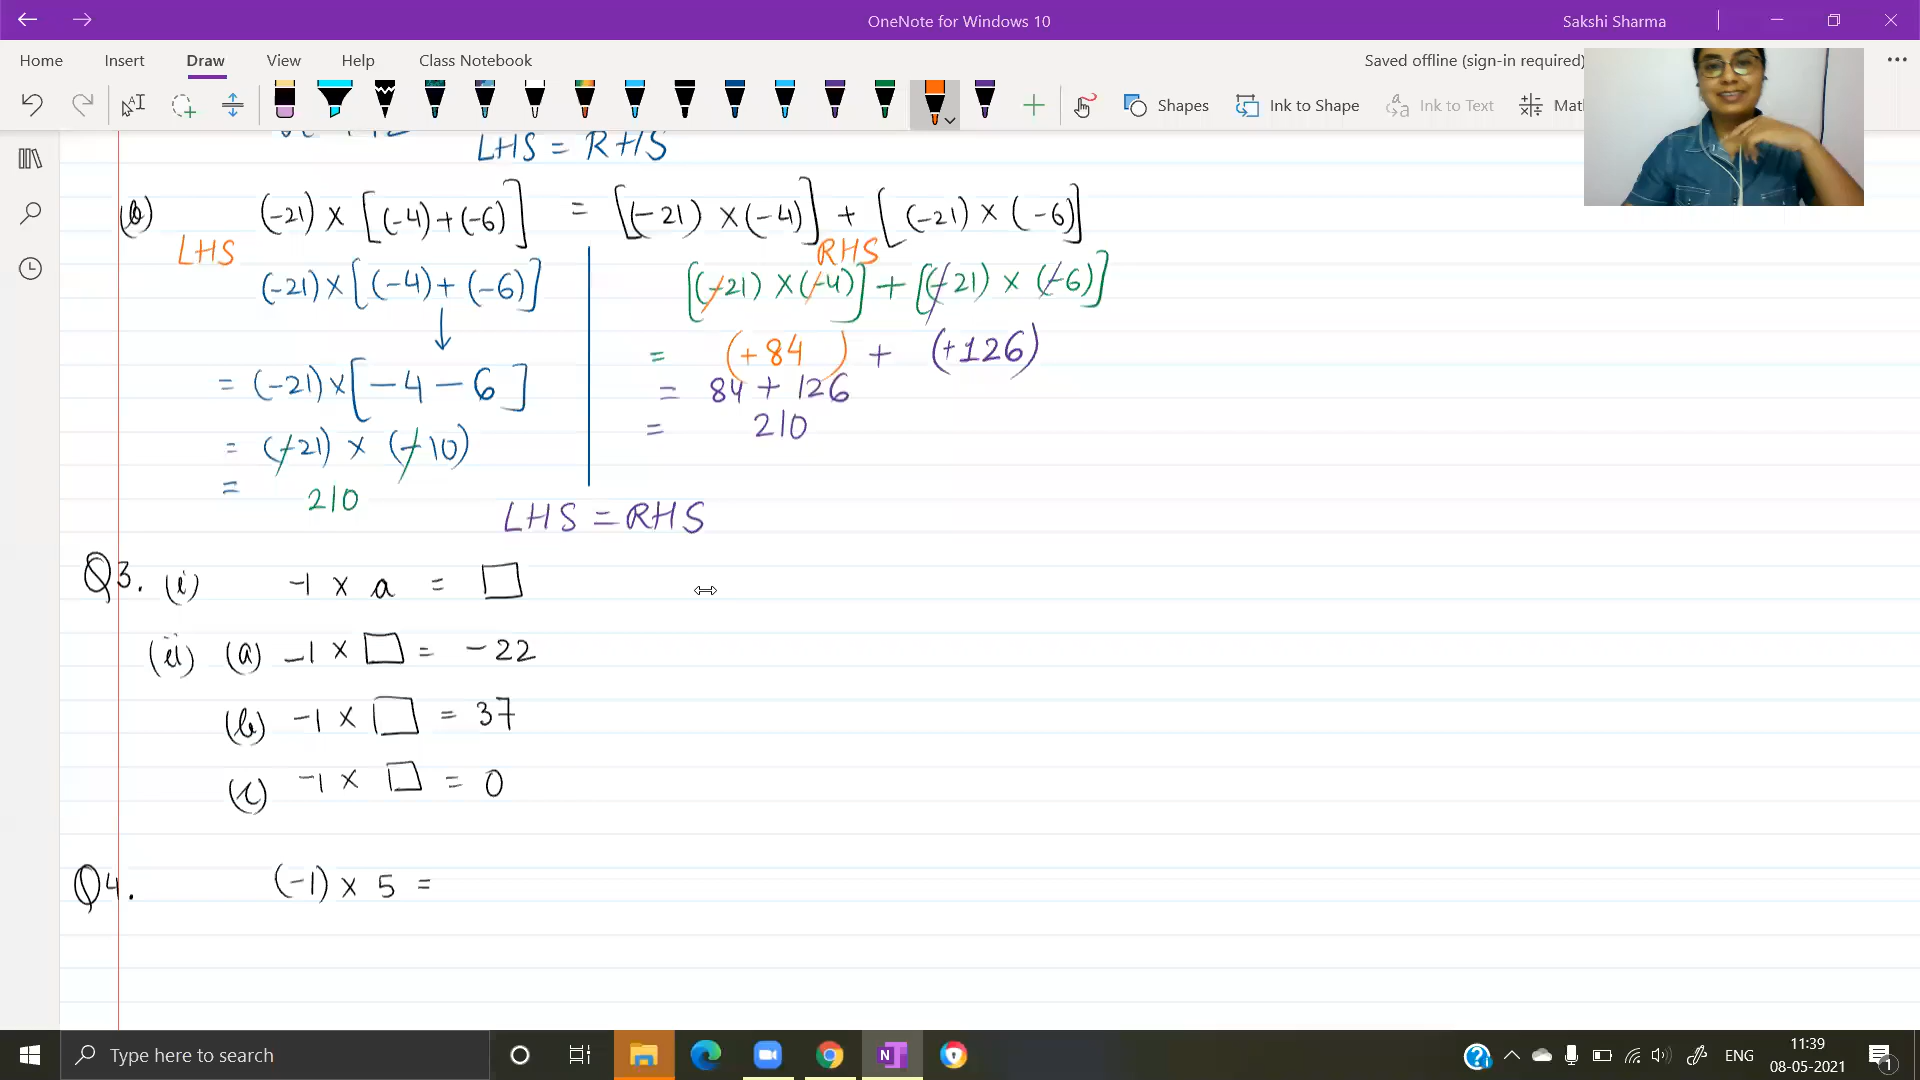 OneNote for Windows 10
Sakshi Sharma
Home Insert Draw View Help Class Notebook
Saved offline (sign-in required)
Shapes Ink to Shape Ink to Text Mat
LHS = RHS
(b) (-21) × [(-4)+(-6)] = [(-21) ×(-4)] + [(-21) × (-6)]
LHS RHS
(-21)×[(-4)+(-6)] [(-21) ×(-4)] + [(-21) × (-6)]
↓
= (+84) + (+126)
= (-21)×[-4-6] = 84 + 126
= 210
= (-21) × (-10)
= 210
LHS = RHS
Q3. (i) -1 × a = □
(ii) (a) -1 × □ = -22
(b) -1 × □ = 37
(c) -1 × □ = 0
Q4. (-1) × 5 =
Type here to search
ENG
11:39
08-05-2021
1